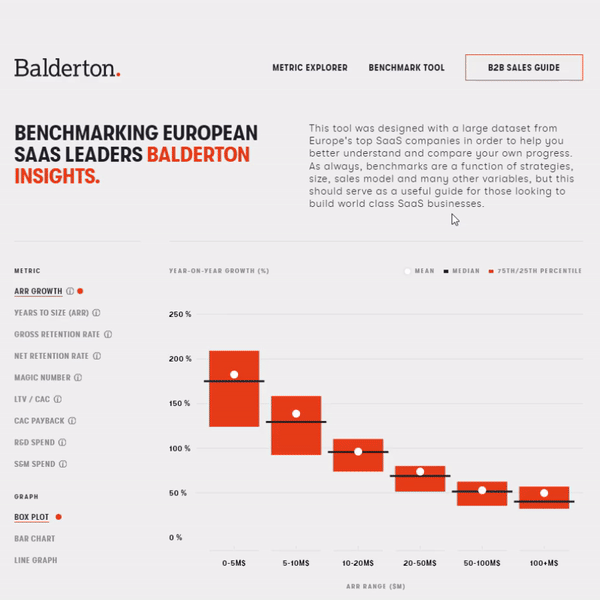 Balderton.
METRIC EXPLORER
BENCHMARK TOOL
B2B SALES GUIDE
BENCHMARKING EUROPEAN
SAAS LEADERS BALDERTON
INSIGHTS.
This tool was designed with a large dataset from
Europe's top SaaS companies in order to help you
better understand and compare your own progress.
As always, benchmarks are a function of strategies,
size, sales model and many other variables, but this
should serve as a useful guide for those looking to
build world class SaaS businesses.
METRIC
ARR GROWTH
YEARS TO SIZE (ARR)
GROSS RETENTION RATE
NET RETENTION RATE
MAGIC NUMBER
LTV / CAC
CAC PAYBACK
R&D SPEND
S&M SPEND
GRAPH
BOX PLOT
BAR CHART
LINE GRAPH
YEAR-ON-YEAR GROWTH (%)
MEAN
MEDIAN
75TH/25TH PERCENTILE
250 %
200 %
150 %
100 %
50 %
0 %
0-5M$
5-10M$
10-20M$
20-50M$
50-100M$
100+M$
ARR RANGE ($M)